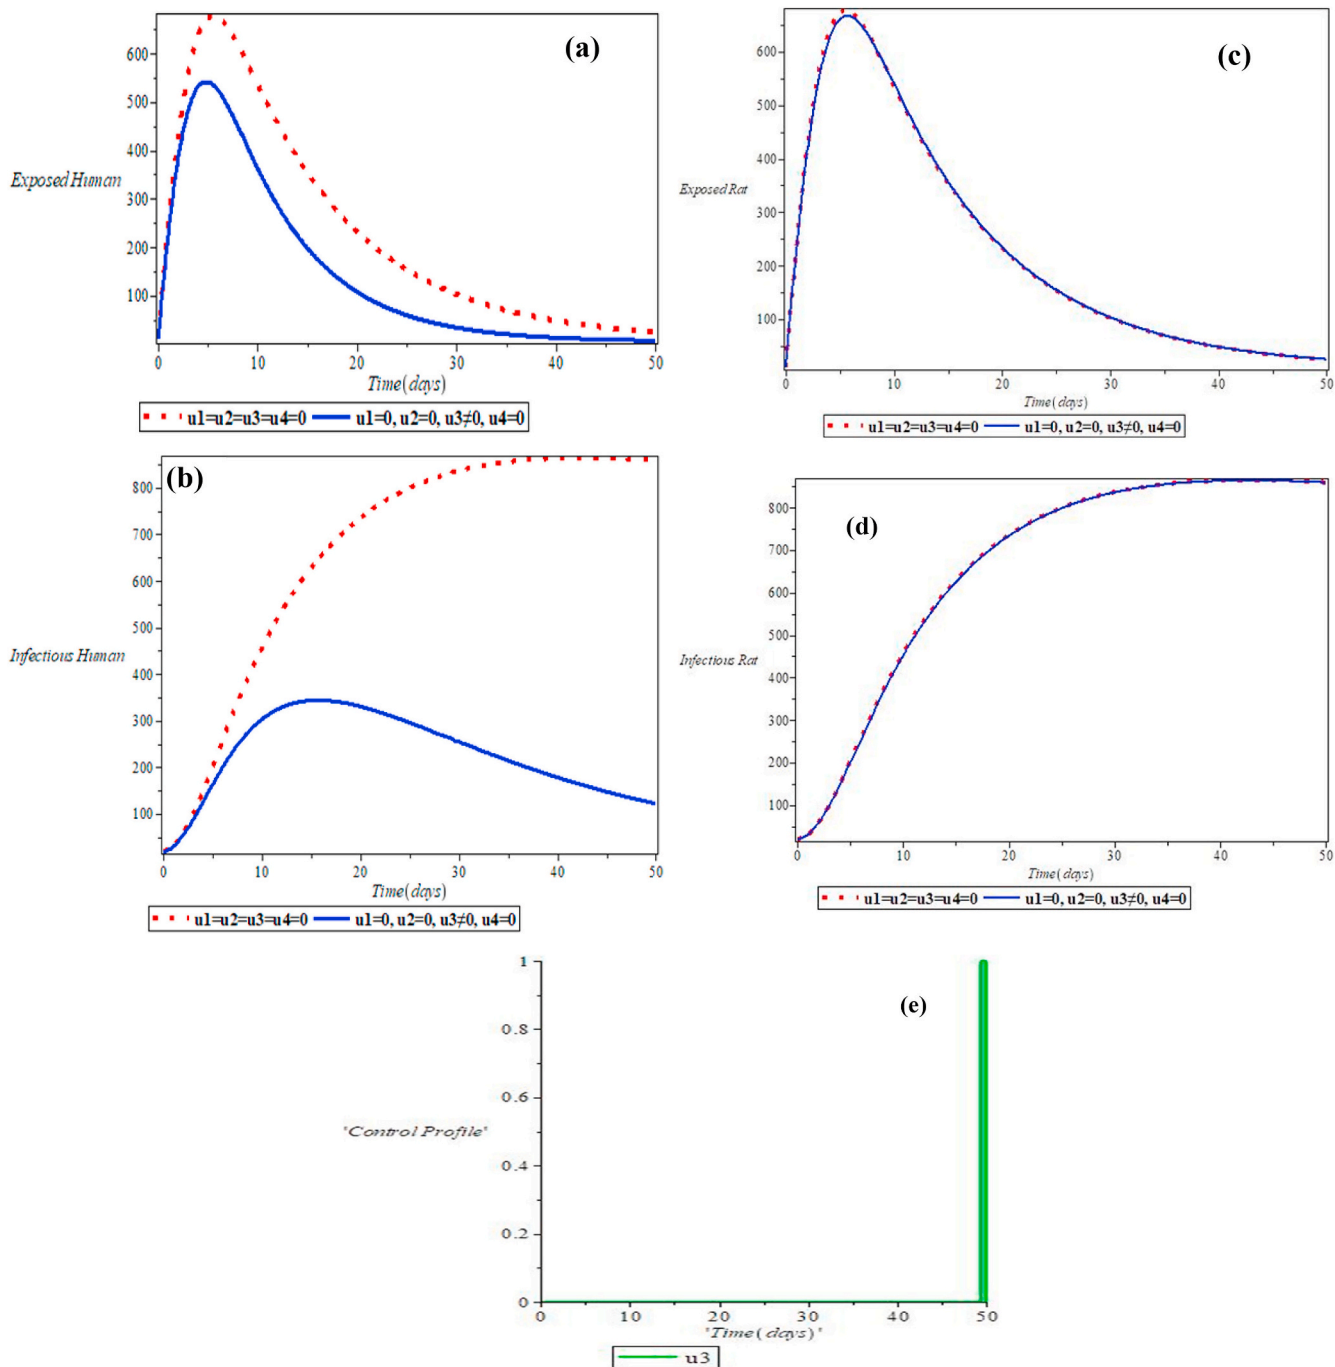 (a)
600
500
400
300
200
100
Exposed Human
0 10 20 30 40 50
Time(days)
u1=u2=u3=u4=0 u1=0, u2=0, u3≠0, u4=0
(c)
600
500
400
300
200
100
Exposed Rat
0 10 20 30 40 50
Time(days)
u1=u2=u3=u4=0 u1=0, u2=0, u3≠0, u4=0
(b)
800
700
600
500
400
300
200
100
Infectious Human
0 10 20 30 40 50
Time(days)
u1=u2=u3=u4=0 u1=0, u2=0, u3≠0, u4=0
(d)
800
700
600
500
400
300
200
100
Infectious Rat
0 10 20 30 40 50
Time(days)
u1=u2=u3=u4=0 u1=0, u2=0, u3≠0, u4=0
(e)
1
0.8
0.6
'Control Profile'
0.4
0.2
0
0 10 20 30 40 50
'Time(days)'
u3